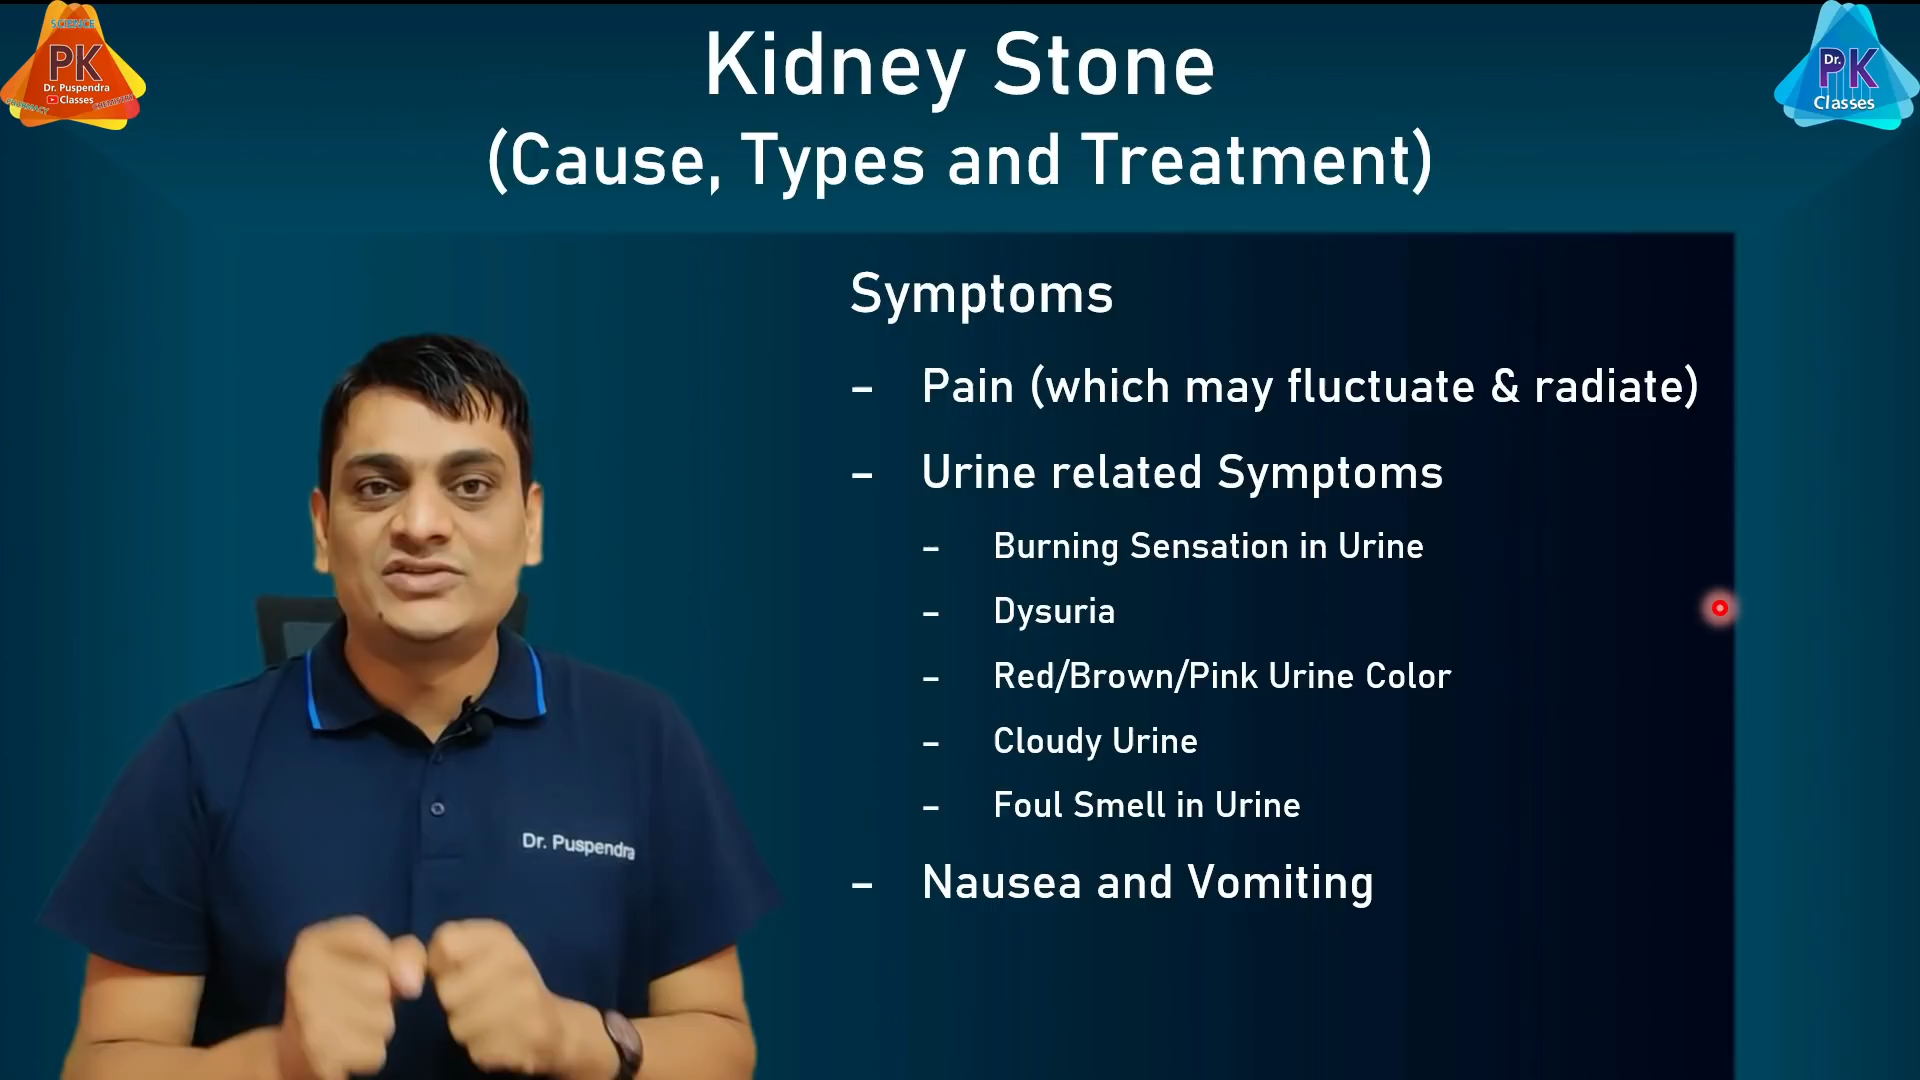 SCIENCE
PK
Dr. Puspendra
Classes
PHARMACY
CHEMISTRY
Kidney Stone
(Cause, Types and Treatment)
Dr.
PK
Classes
Symptoms
– Pain (which may fluctuate & radiate)
– Urine related Symptoms
– Burning Sensation in Urine
– Dysuria
– Red/Brown/Pink Urine Color
– Cloudy Urine
– Foul Smell in Urine
– Nausea and Vomiting
Dr. Puspendra